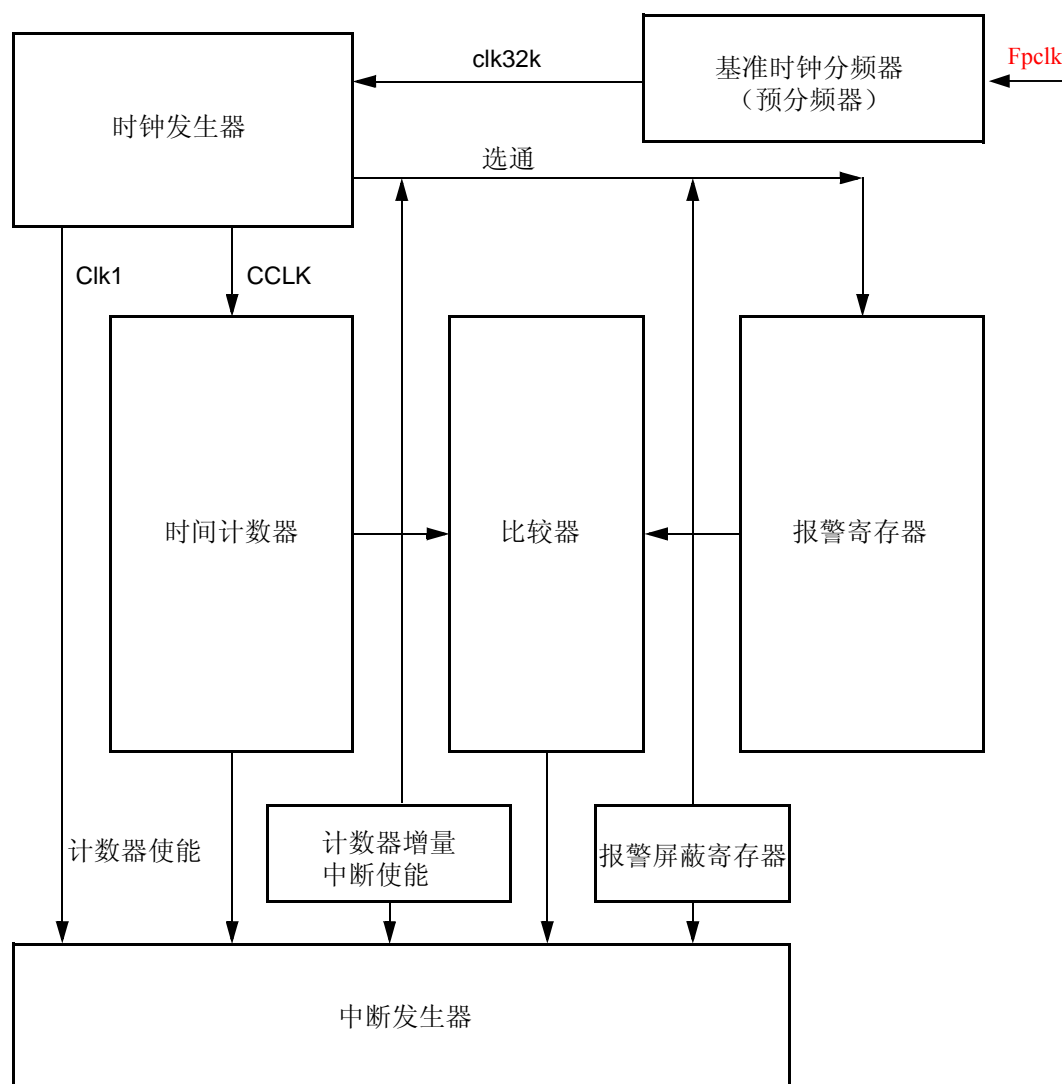 clk32k
基准时钟分频器
（预分频器）
Fpclk
时钟发生器
选通
Clk1
CCLK
时间计数器
比较器
报警寄存器
计数器使能
计数器增量
中断使能
报警屏蔽寄存器
中断发生器